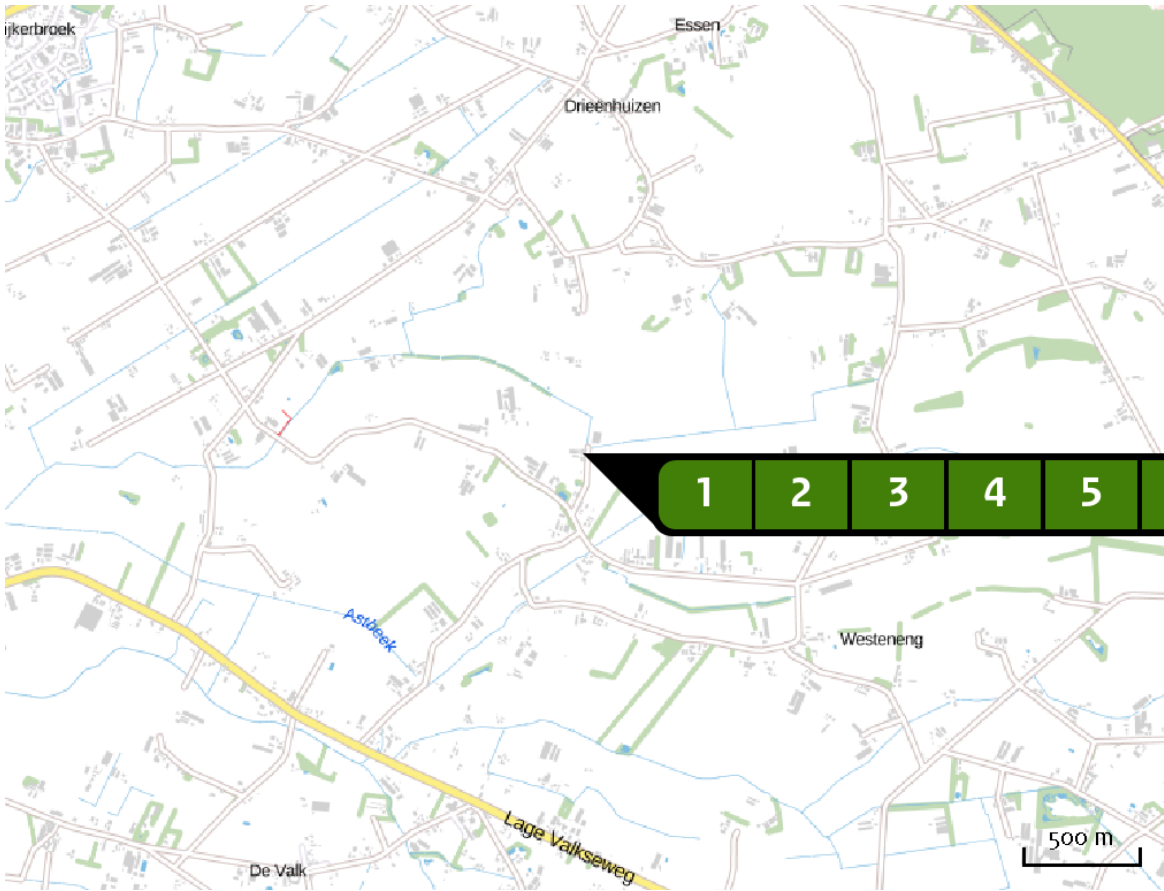 Essen
ijkerbroek
Drieënhuizen
1 2 3 4 5
Astbeek
Westeneng
Lage Valkseweg
500 m
De Valk